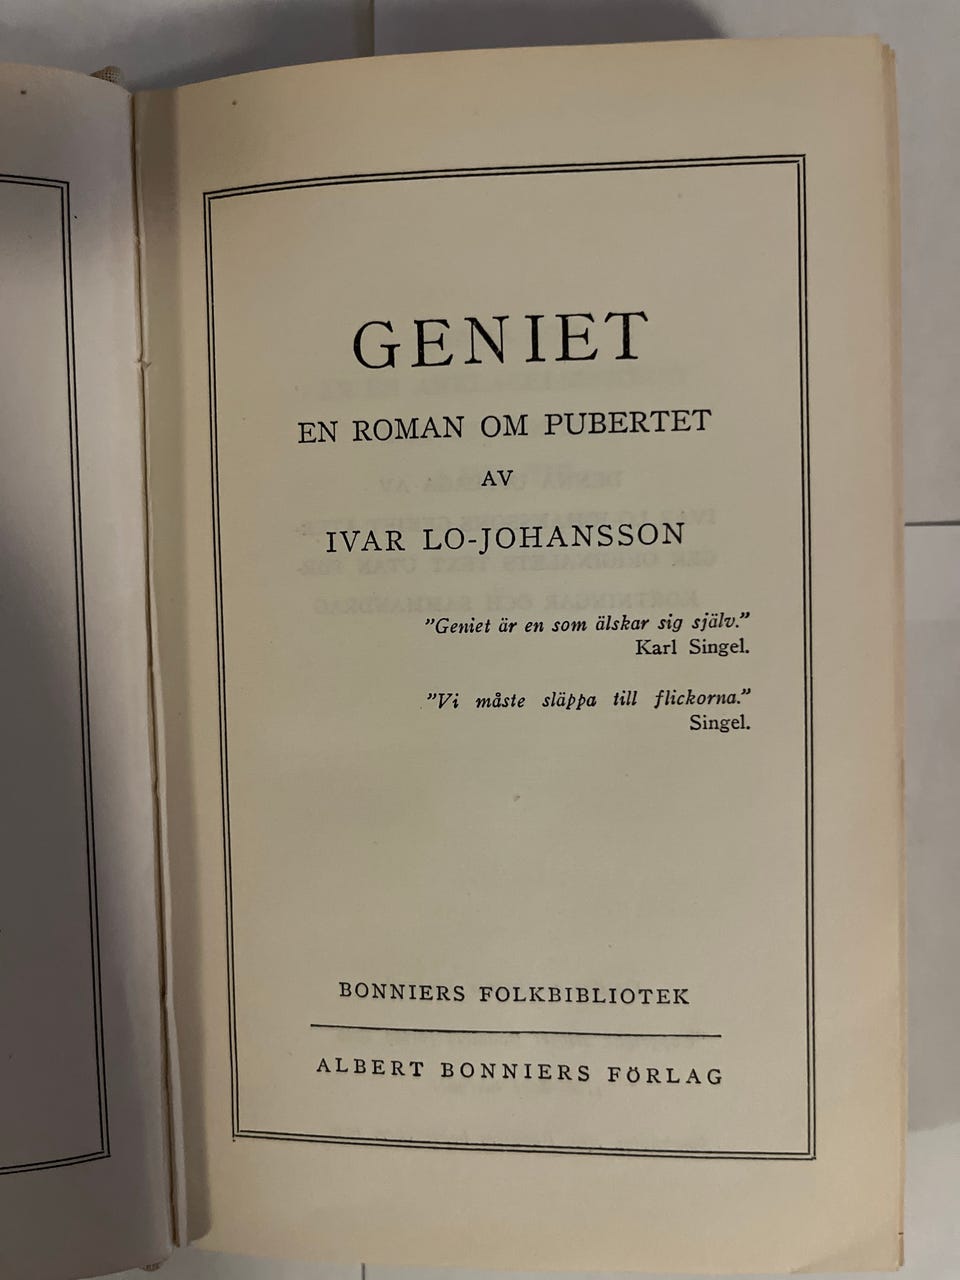 GENIET
EN ROMAN OM PUBERTET
AV
IVAR LO-JOHANSSON
”Geniet är en som älskar sig själv.”
Karl Singel.
”Vi måste släppa till flickorna.”
Singel.
BONNIERS FOLKBIBLIOTEK
ALBERT BONNIERS FÖRLAG